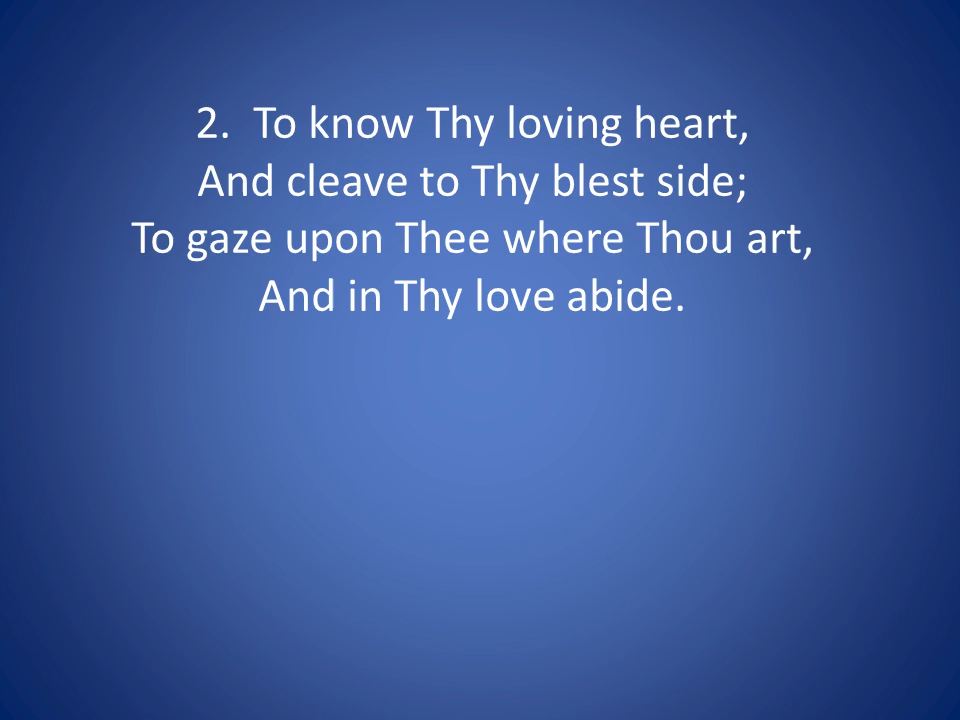 2.  To know Thy loving heart,
And cleave to Thy blest side;
To gaze upon Thee where Thou art,
And in Thy love abide.